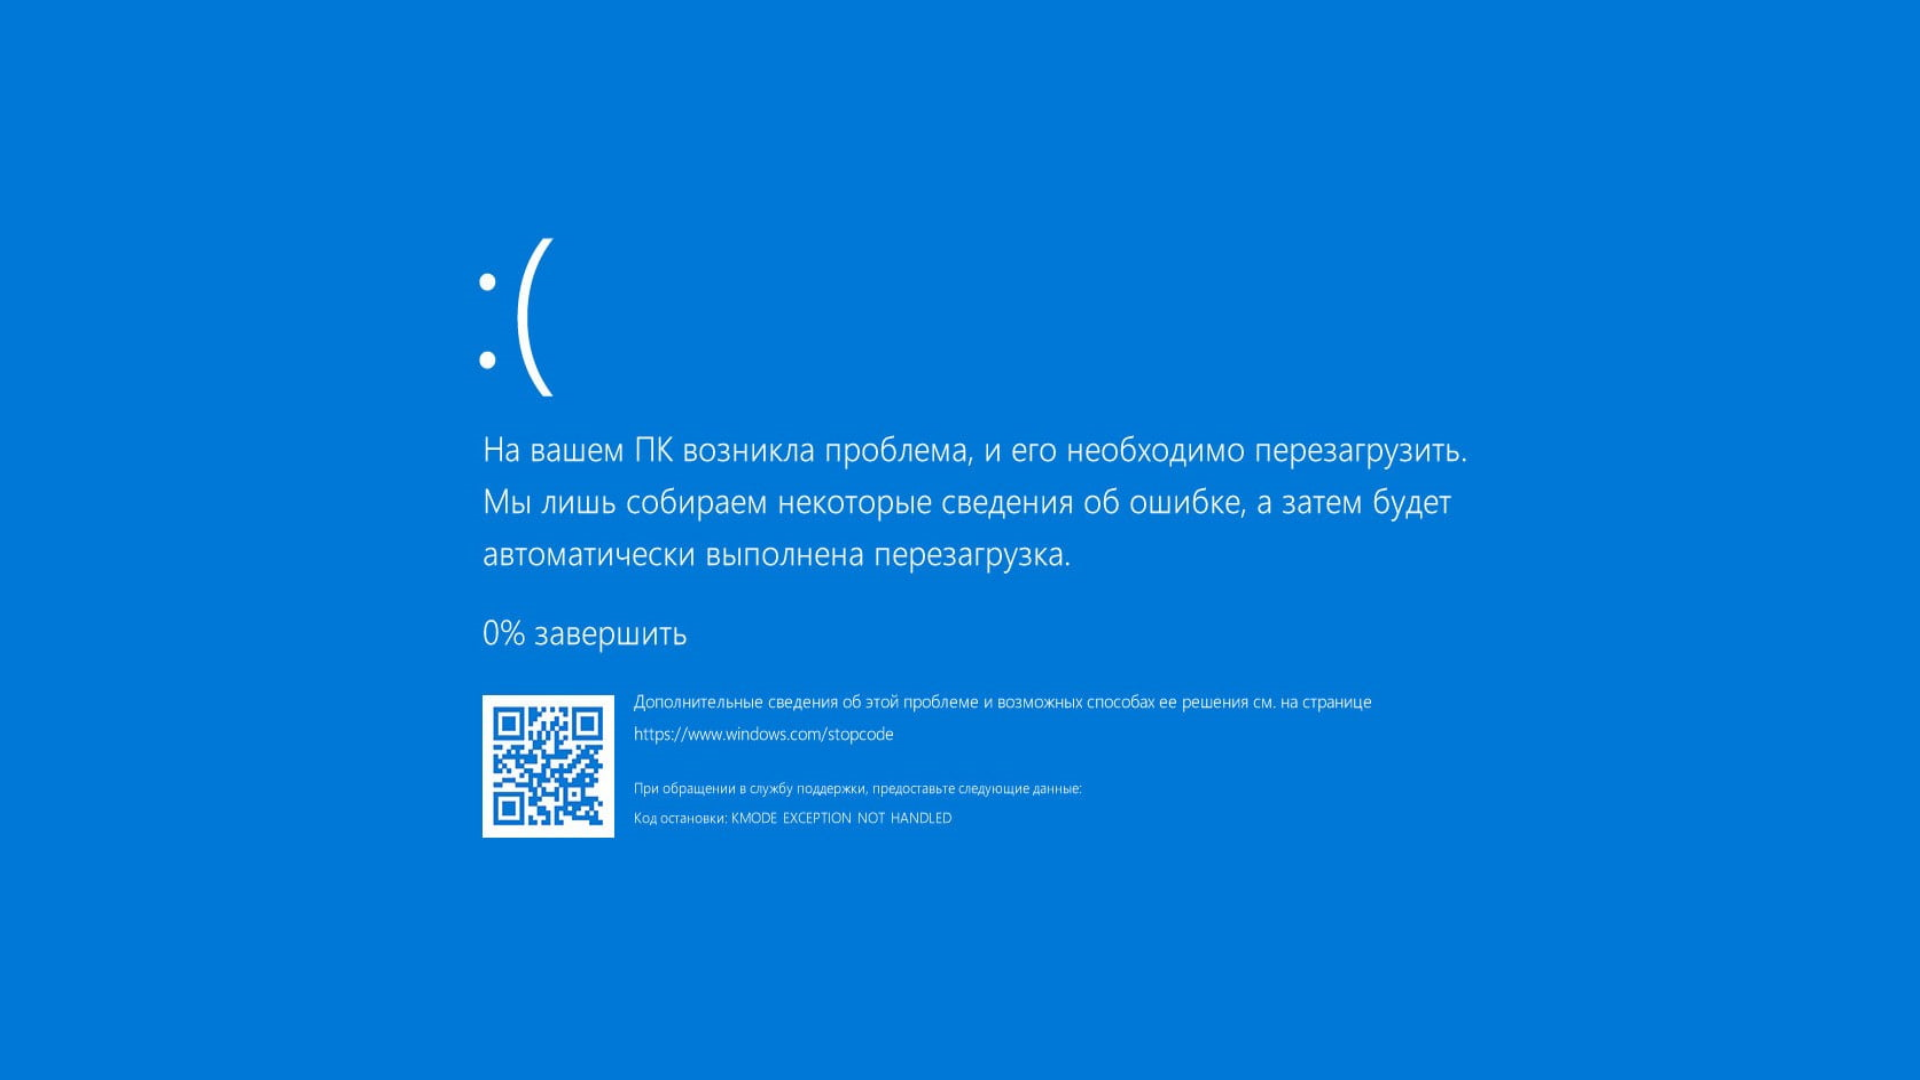 :(
На вашем ПК возникла проблема, и его необходимо перезагрузить.
Мы лишь собираем некоторые сведения об ошибке, а затем будет
автоматически выполнена перезагрузка.
0% завершить
Дополнительные сведения об этой проблеме и возможных способах ее решения см. на странице
https://www.windows.com/stopcode
При обращении в службу поддержки, предоставьте следующие данные:
Код остановки: KMODE EXCEPTION NOT HANDLED